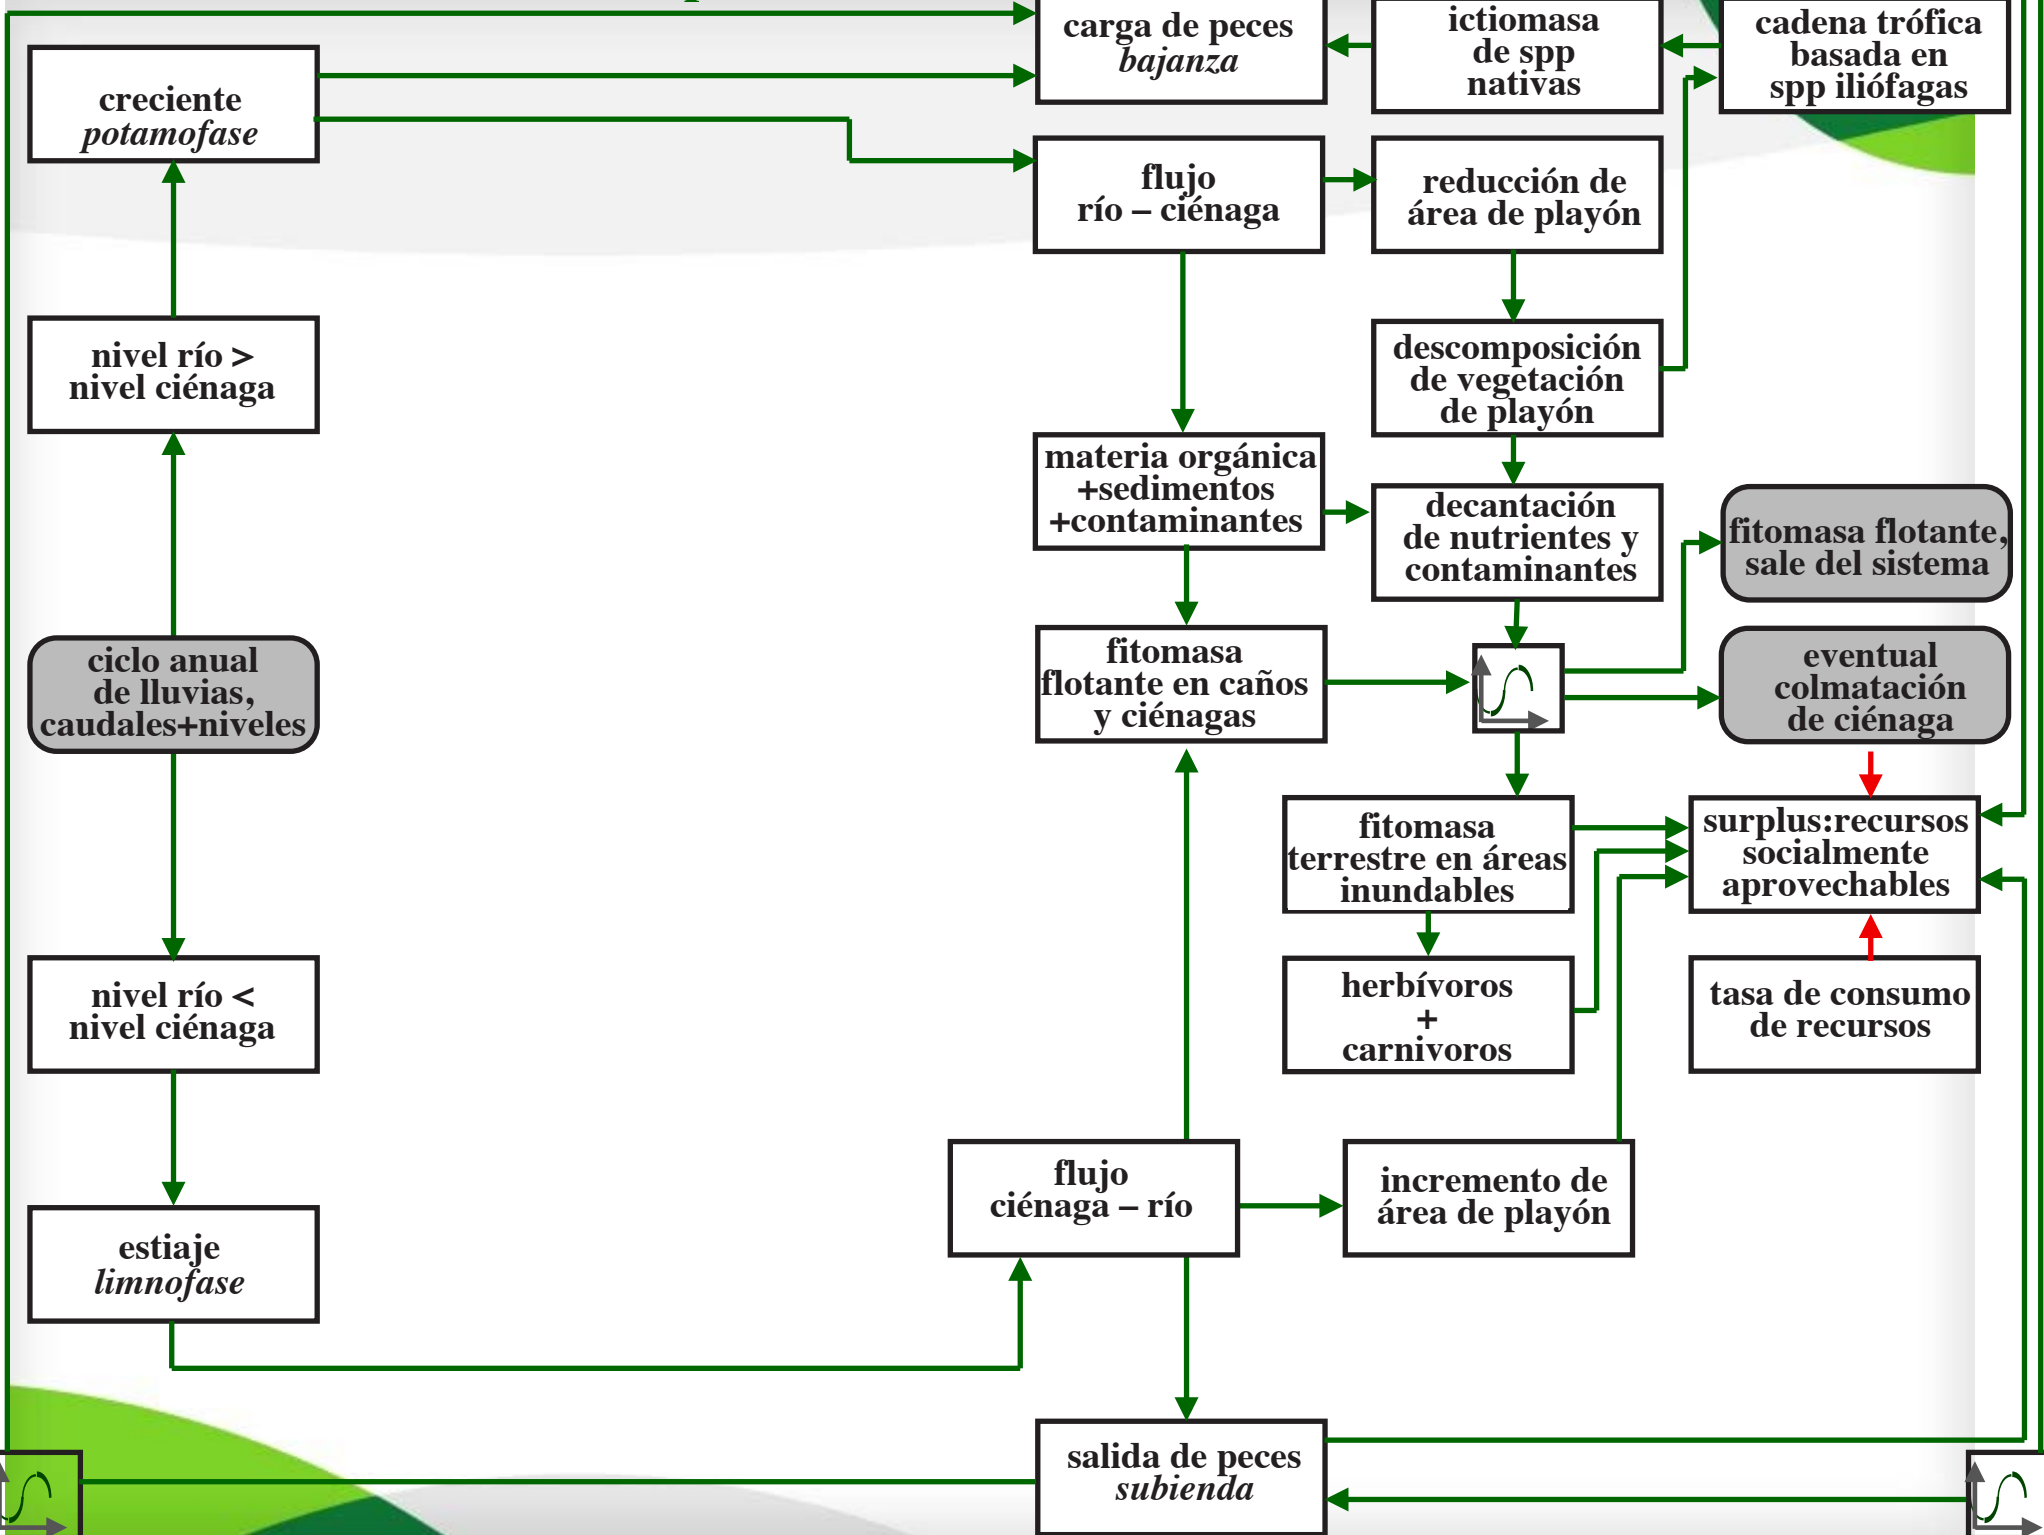 carga de peces
bajanza
ictiomasa
de spp
nativas
cadena trófica
basada en
spp iliófagas
creciente
potamofase
flujo
río – ciénaga
reducción de
área de playón
nivel río >
nivel ciénaga
descomposición
de vegetación
de playón
materia orgánica
+sedimentos
+contaminantes
decantación
de nutrientes y
contaminantes
fitomasa flotante,
sale del sistema
ciclo anual
de lluvias,
caudales+niveles
fitomasa
flotante en caños
y ciénagas
eventual
colmatación
de ciénaga
fitomasa
terrestre en áreas
inundables
surplus:recursos
socialmente
aprovechables
nivel río <
nivel ciénaga
herbívoros
+
carnivoros
tasa de consumo
de recursos
flujo
ciénaga – río
incremento de
área de playón
estiaje
limnofase
salida de peces
subienda